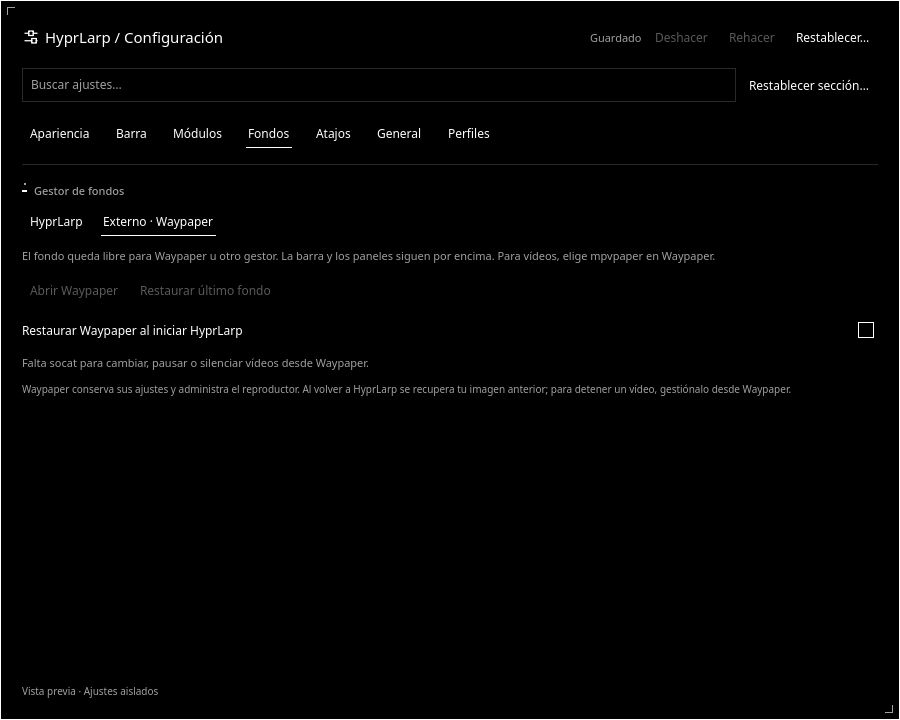 HyprLarp / Configuración
Guardado Deshacer Rehacer Restablecer...
Buscar ajustes...
Restablecer sección...
Apariencia Barra Módulos Fondos Atajos General Perfiles
Gestor de fondos
HyprLarp Externo · Waypaper
El fondo queda libre para Waypaper u otro gestor. La barra y los paneles siguen por encima. Para vídeos, elige mpvpaper en Waypaper.
Abrir Waypaper Restaurar último fondo
Restaurar Waypaper al iniciar HyprLarp
Falta socat para cambiar, pausar o silenciar vídeos desde Waypaper.
Waypaper conserva sus ajustes y administra el reproductor. Al volver a HyprLarp se recupera tu imagen anterior; para detener un vídeo, gestiónalo desde Waypaper.
Vista previa · Ajustes aislados